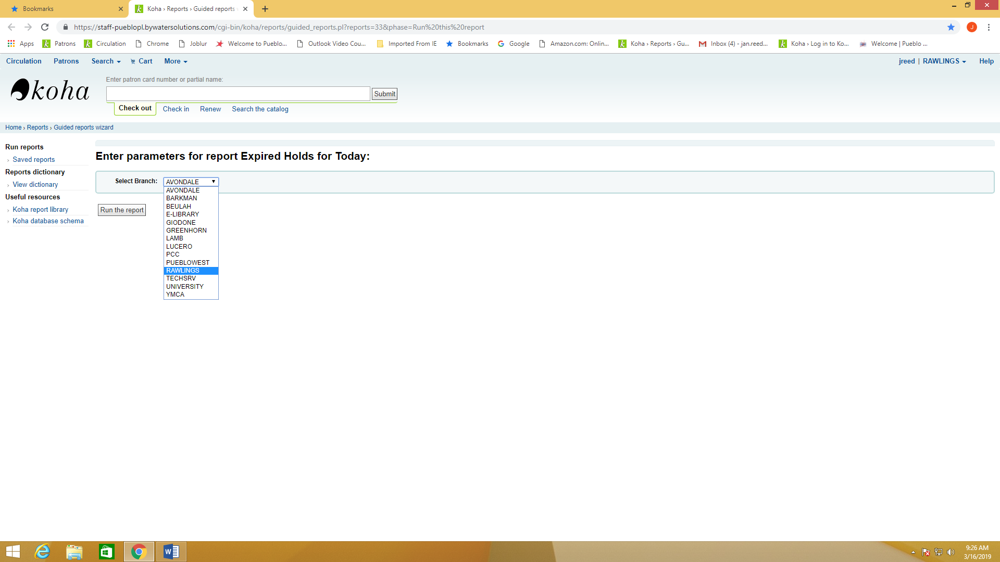 Bookmarks
Koha › Reports › Guided reports
https://staff-pueblopl.bywatersolutions.com/cgi-bin/koha/reports/guided_reports.pl?reports=33&phase=Run%20this%20report
J
Apps Patrons Circulation Chrome Joblur Welcome to Pueblo... Outlook Video Cou... Imported From IE Bookmarks Google Amazon.com: Onlin... Koha › Reports › Gu... Inbox (4) - jan.reed... Koha › Log in to Ko... Welcome | Pueblo ...
Circulation Patrons Search Cart More jreed | RAWLINGS Help
koha
Enter patron card number or partial name:
Submit
Check out Check in Renew Search the catalog
Home › Reports › Guided reports wizard
Run reports
Saved reports
Reports dictionary
View dictionary
Useful resources
Koha report library
Koha database schema
Enter parameters for report Expired Holds for Today:
Select Branch: AVONDALE
AVONDALE
BARKMAN
BEULAH
E-LIBRARY
GIODONE
GREENHORN
LAMB
LUCERO
PCC
PUEBLOWEST
RAWLINGS
TECHSRV
UNIVERSITY
YMCA
Run the report
9:26 AM
3/16/2019